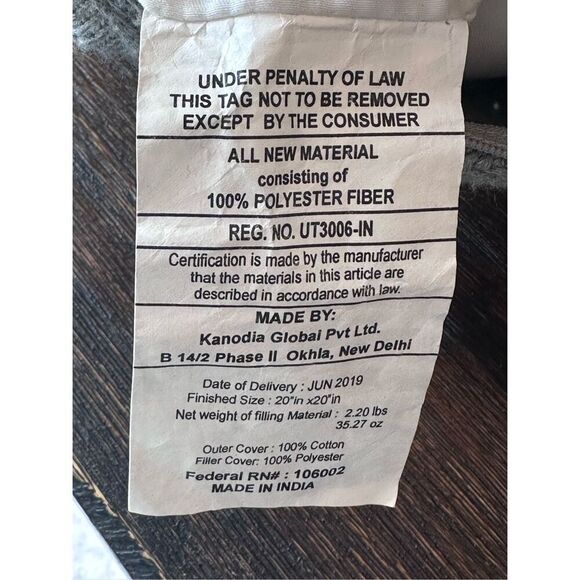 UNDER PENALTY OF LAW
THIS TAG NOT TO BE REMOVED
EXCEPT BY THE CONSUMER
ALL NEW MATERIAL
consisting of
100% POLYESTER FIBER
REG. NO. UT3006-IN
Certification is made by the manufacturer
that the materials in this article are
described in accordance with law.
MADE BY:
Kanodia Global Pvt Ltd.
B 14/2 Phase II Okhla, New Delhi
Date of Delivery : JUN 2019
Finished Size : 20"in x20"in
Net weight of filling Material : 2.20 lbs
35.27 oz
Outer Cover : 100% Cotton
Filler Cover: 100% Polyester
Federal RN# : 106002
MADE IN INDIA